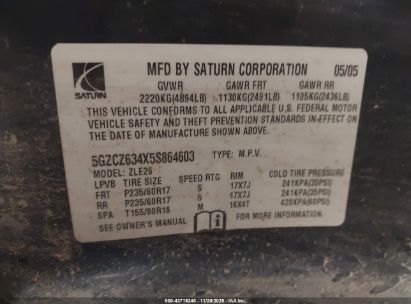 MFD BY SATURN CORPORATION 05/05
SATURN
GVWR GAWR FRT GAWR RR
2220KG(4894LB) 1130KG(2491LB) 1105KG(2436LB)
THIS VEHICLE CONFORMS TO ALL APPLICABLE U.S. FEDERAL MOTOR
VEHICLE SAFETY AND THEFT PREVENTION STANDARDS IN EFFECT ON
THE DATE OF MANUFACTURE SHOWN ABOVE.
5GZCZ634X5S864603 TYPE: M.P.V.
MODEL: ZLE26
LPVB TIRE SIZE SPEED RTG RIM COLD TIRE PRESSURE
FRT P235/60R17 S 17X7J 241KPA(35PSI)
RR P235/60R17 S 17X7J 241KPA(35PSI)
SPA T155/90R16 M 16X4T 420KPA(60PSI)
SEE OWNER'S MANUAL FOR MORE INFORMATION.